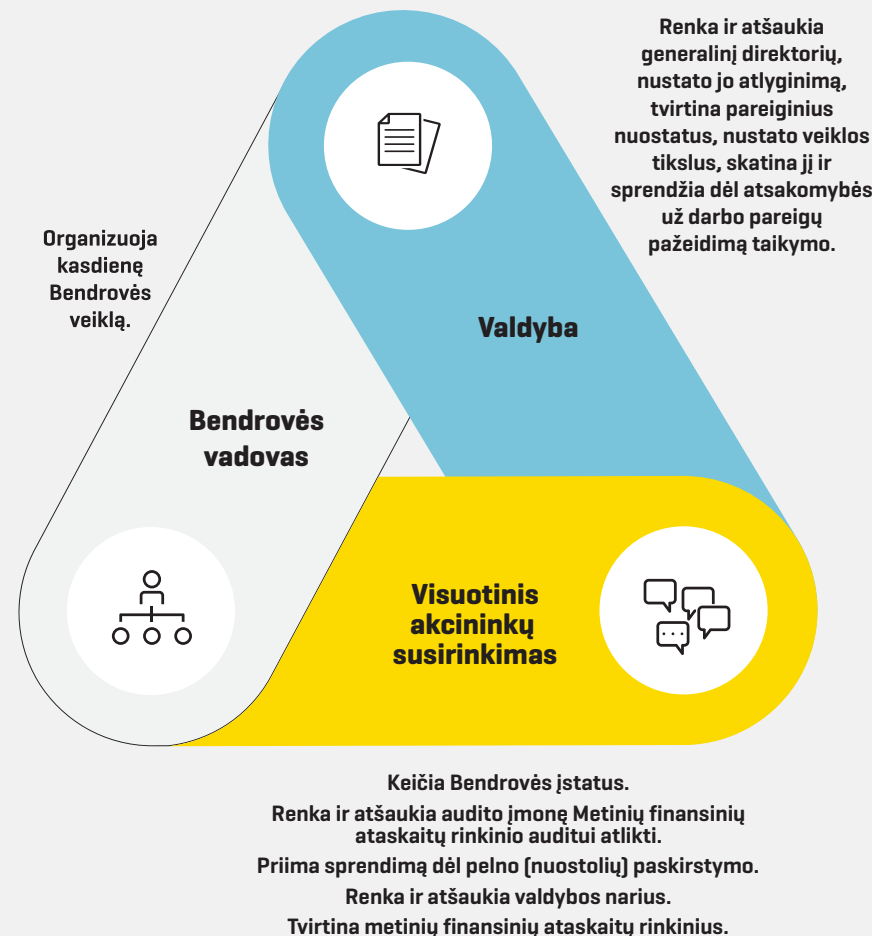 Renka ir atšaukia
generalinį direktorių,
nustato jo atlyginimą,
tvirtina pareiginius
nuostatus, nustato veiklos
tikslus, skatina jį ir
sprendžia dėl atsakomybės
už darbo pareigų
pažeidimą taikymo.
Organizuoja
kasdienę
Bendrovės
veiklą.
Valdyba
Bendrovės
vadovas
Visuotinis
akcininkų
susirinkimas
Keičia Bendrovės įstatus.
Renka ir atšaukia audito įmonę Metinių finansinių
ataskaitų rinkinio auditui atlikti.
Priima sprendimą dėl pelno (nuostolių) paskirstymo.
Renka ir atšaukia valdybos narius.
Tvirtina metinių finansinių ataskaitų rinkinius.